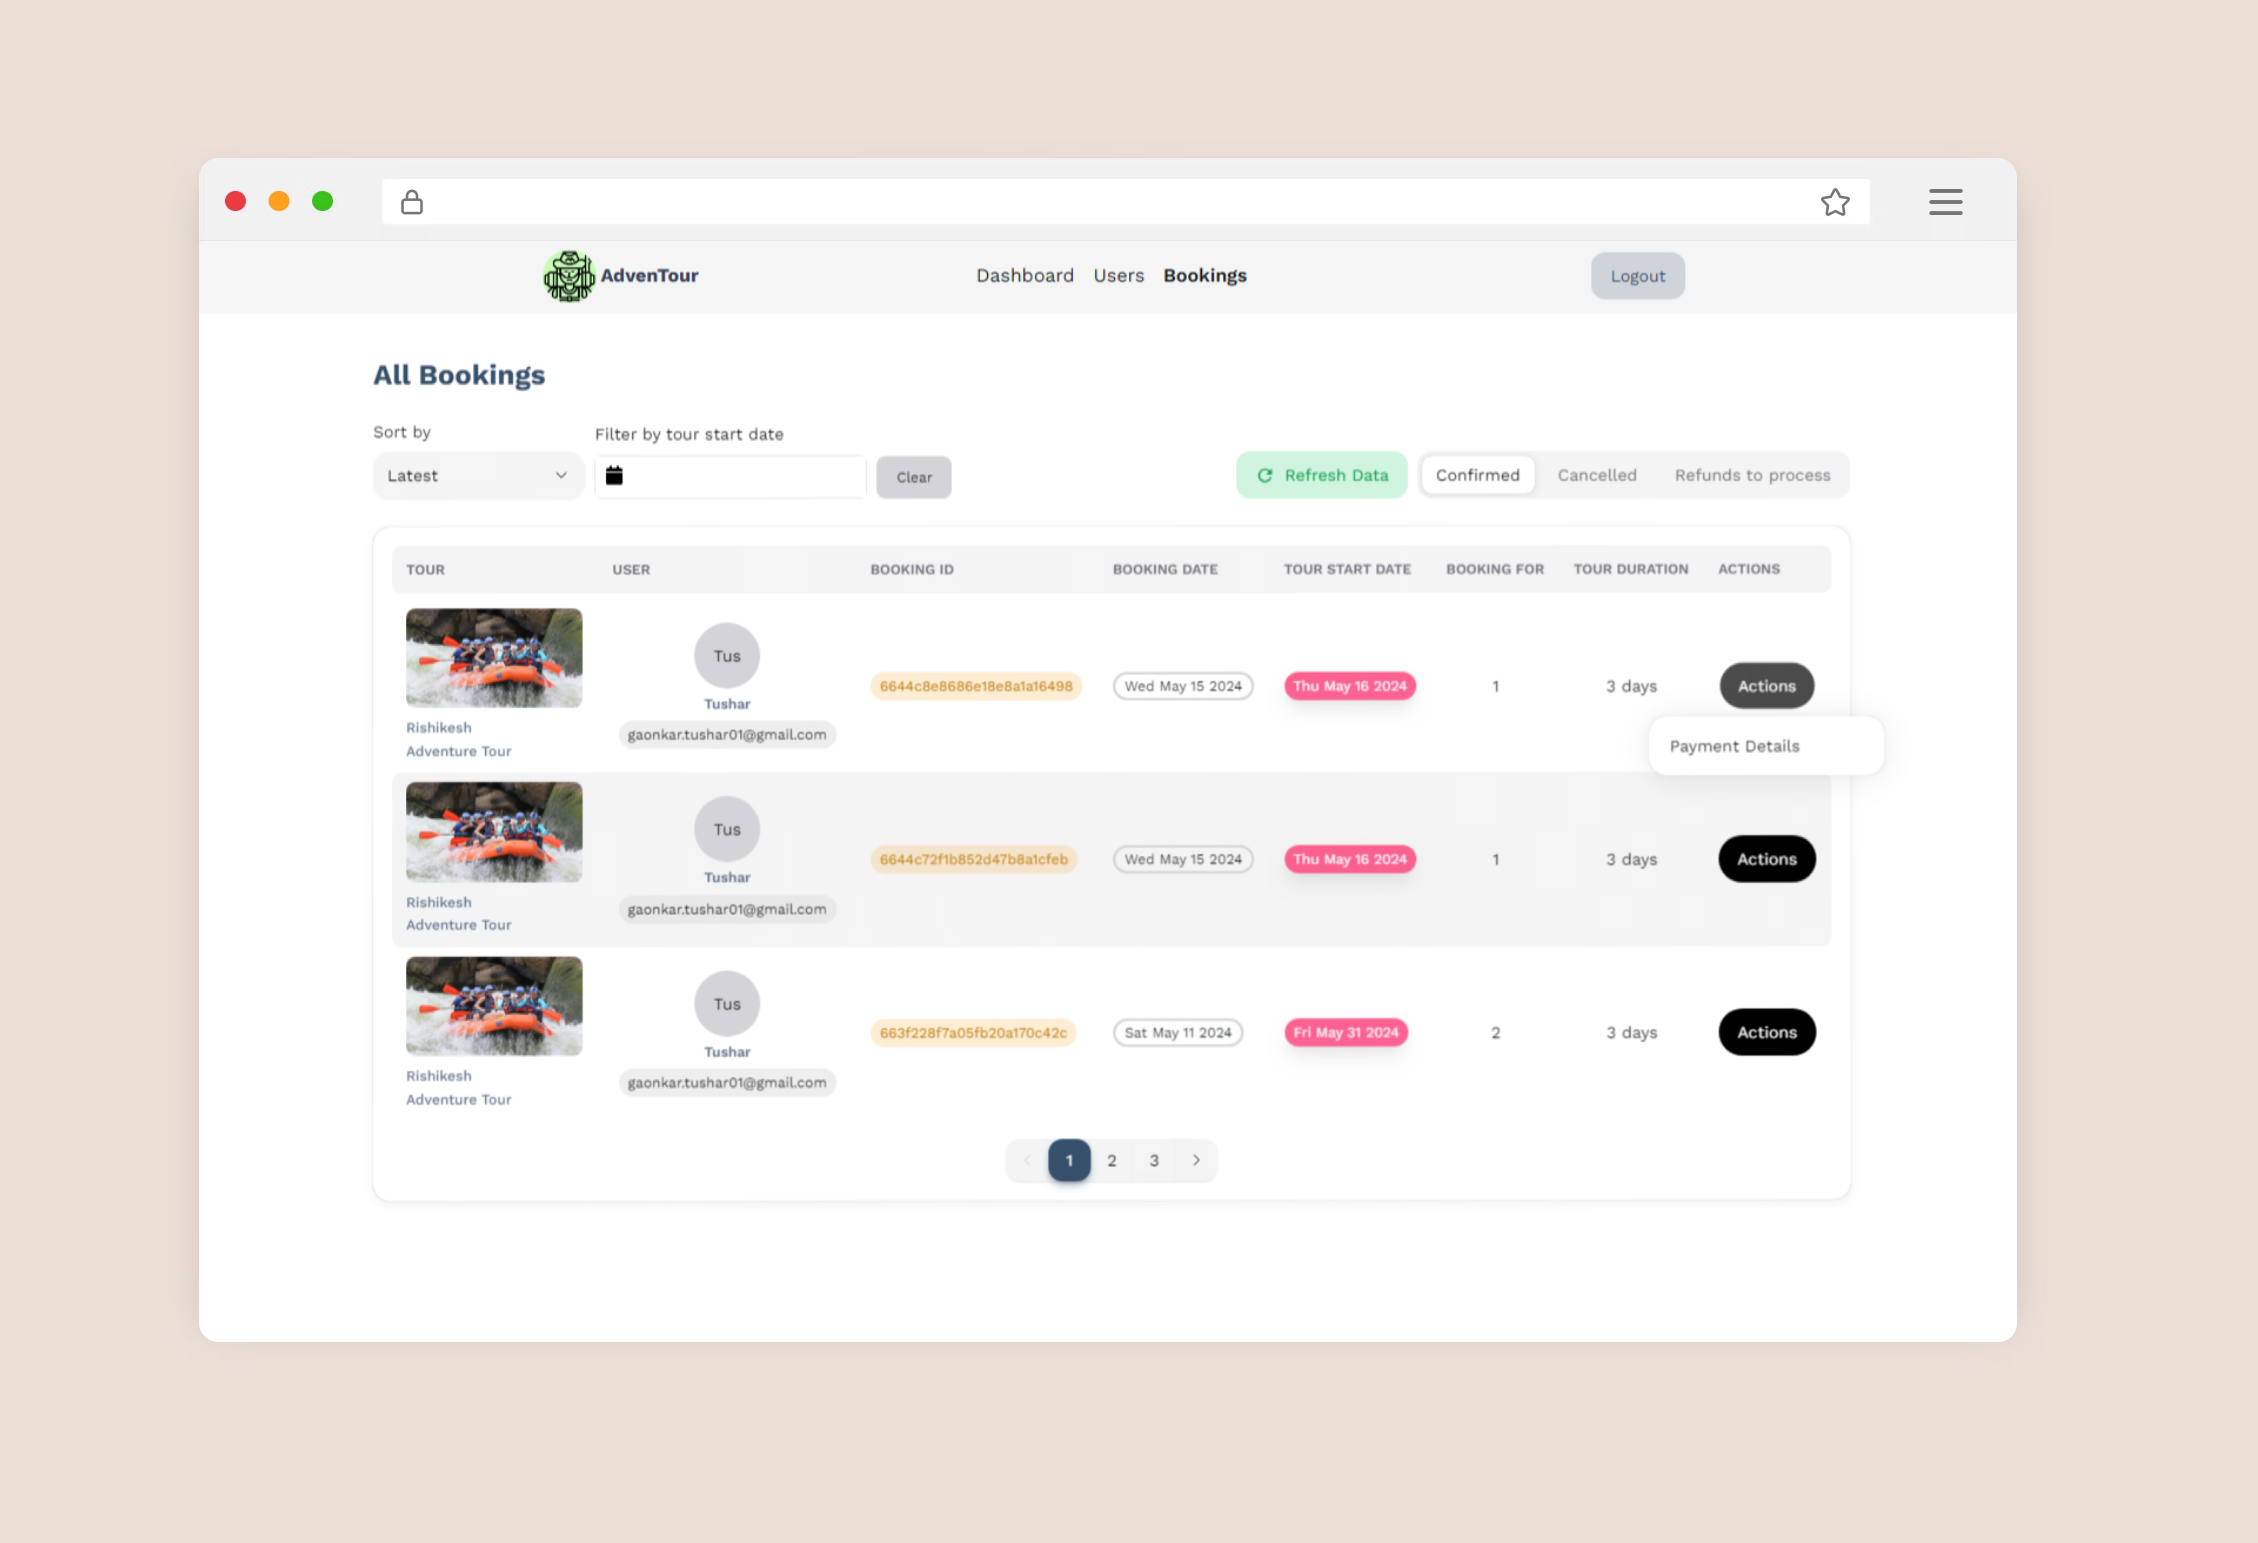 AdvenTour
Dashboard Users Bookings
Logout
All Bookings
Sort by
Filter by tour start date
Latest
Clear
Refresh Data
Confirmed Cancelled Refunds to process
TOUR USER BOOKING ID BOOKING DATE TOUR START DATE BOOKING FOR TOUR DURATION ACTIONS
Tus
Tushar
gaonkar.tushar01@gmail.com
Rishikesh
Adventure Tour
6644c8e8686e18e8a1a16498 Wed May 15 2024 Thu May 16 2024 1 3 days Actions
Payment Details
Tus
Tushar
gaonkar.tushar01@gmail.com
Rishikesh
Adventure Tour
6644c72f1b852d47b8a1cfeb Wed May 15 2024 Thu May 16 2024 1 3 days Actions
Tus
Tushar
gaonkar.tushar01@gmail.com
Rishikesh
Adventure Tour
663f228f7a05fb20a170c42c Sat May 11 2024 Fri May 31 2024 2 3 days Actions
1 2 3